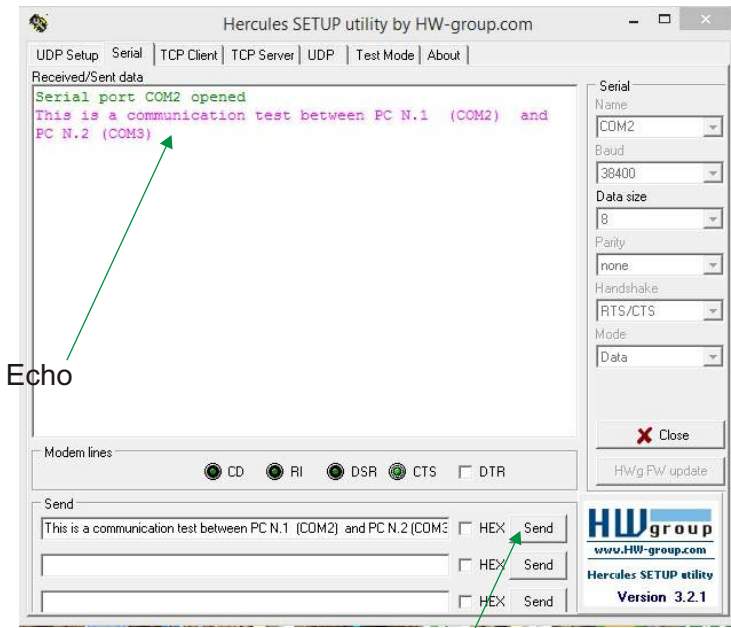 Hercules SETUP utility by HW-group.com
UDP Setup Serial TCP Client TCP Server UDP Test Mode About
Received/Sent data
Serial port COM2 opened
This is a communication test between PC N.1 (COM2) and
PC N.2 (COM3)
Echo
Serial
Name
COM2
Baud
38400
Data size
8
Parity
none
Handshake
RTS/CTS
Mode
Data
Close
HWg FW update
Modem lines
CD RI DSR CTS DTR
Send
This is a communication test between PC N.1 (COM2) and PC N.2 (COM3 HEX Send
HEX Send
HEX Send
HWgroup
www.HW-group.com
Hercules SETUP utility
Version 3.2.1